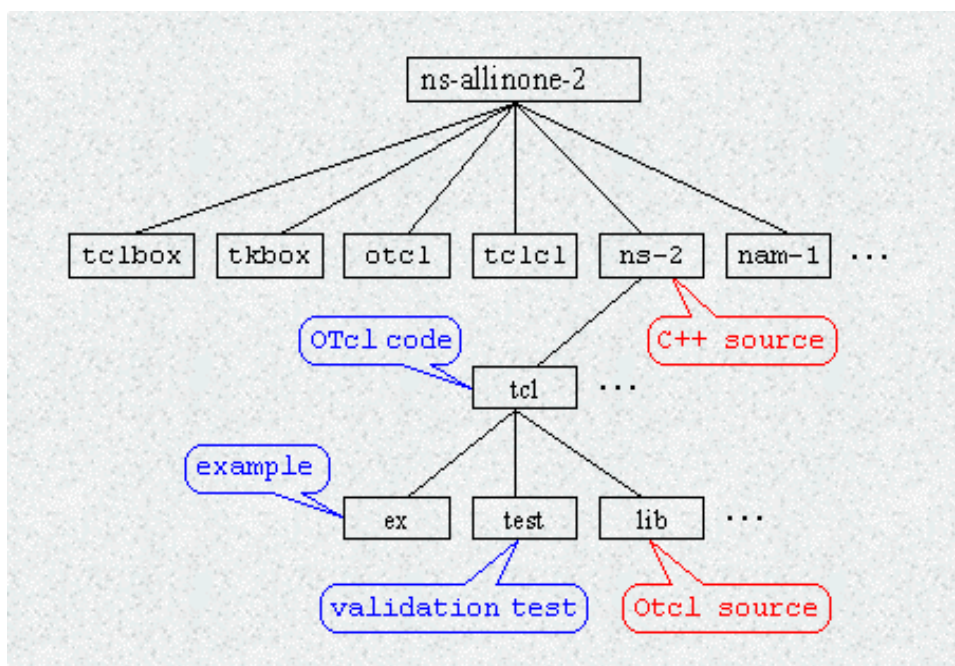 ns-allinone-2
tclbox tkbox otcl tclcl ns-2 nam-1 ...
OTcl code C++ source
tcl ...
example
ex test lib ...
validation test Otcl source